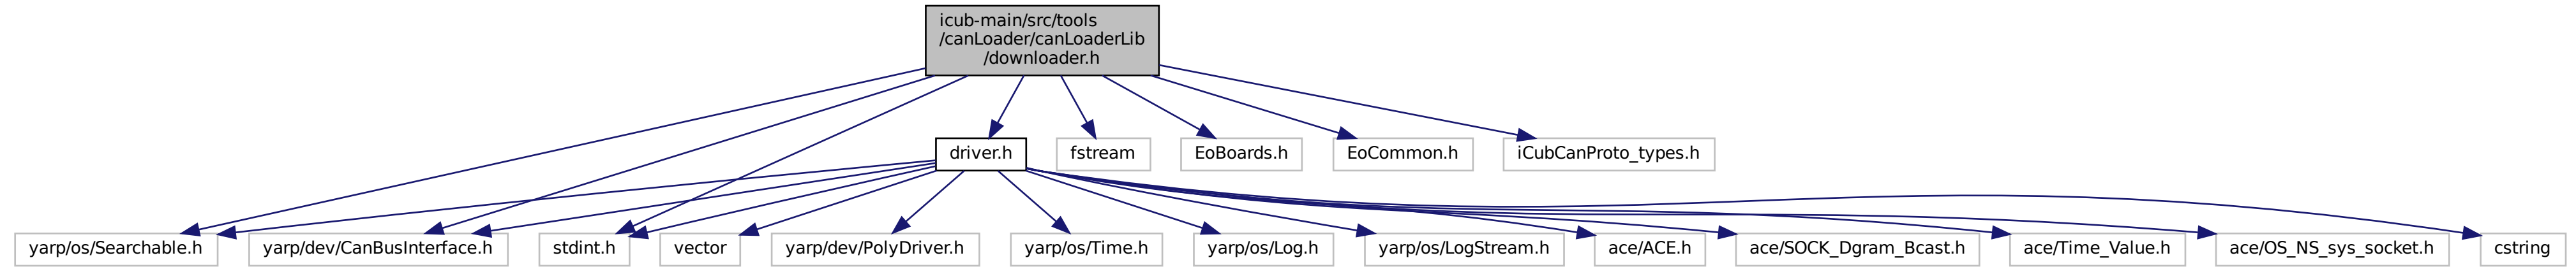 icub-main/src/tools
/canLoader/canLoaderLib
/downloader.h
driver.h
fstream
EoBoards.h
EoCommon.h
iCubCanProto_types.h
yarp/os/Searchable.h
yarp/dev/CanBusInterface.h
stdint.h
vector
yarp/dev/PolyDriver.h
yarp/os/Time.h
yarp/os/Log.h
yarp/os/LogStream.h
ace/ACE.h
ace/SOCK_Dgram_Bcast.h
ace/Time_Value.h
ace/OS_NS_sys_socket.h
cstring